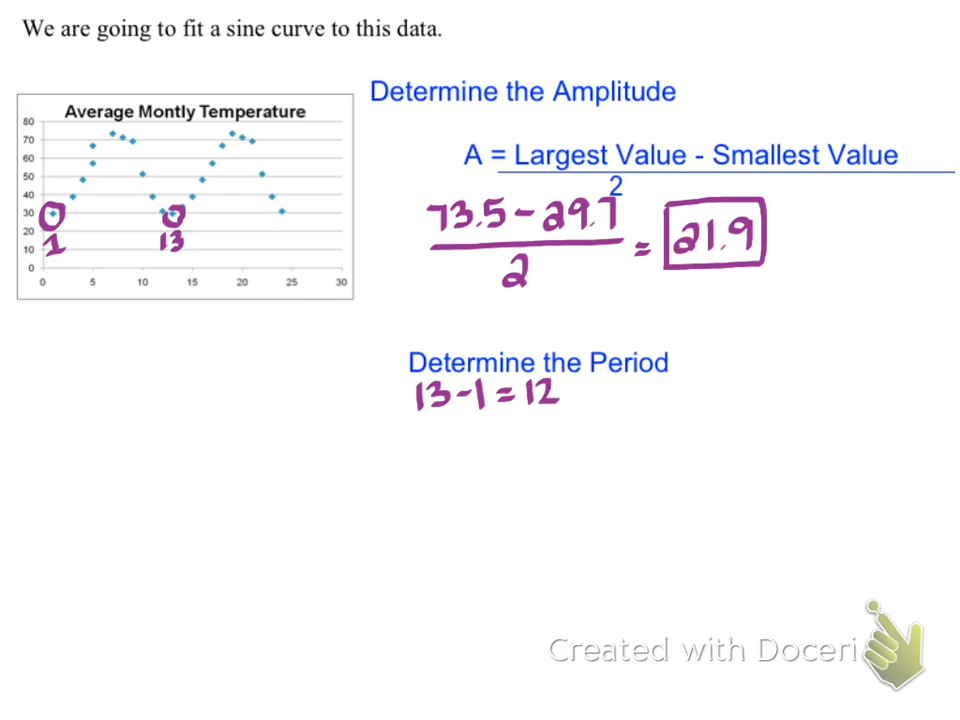 We are going to fit a sine curve to this data.
Determine the Amplitude
Average Montly Temperature
80
70
60
50
40
30
20
10
0
0 5 10 15 20 25 30
1
13
A = Largest Value - Smallest Value
2
73.5 - 29.7
2
= 21.9
Determine the Period
13 - 1 = 12
Created with Doceri